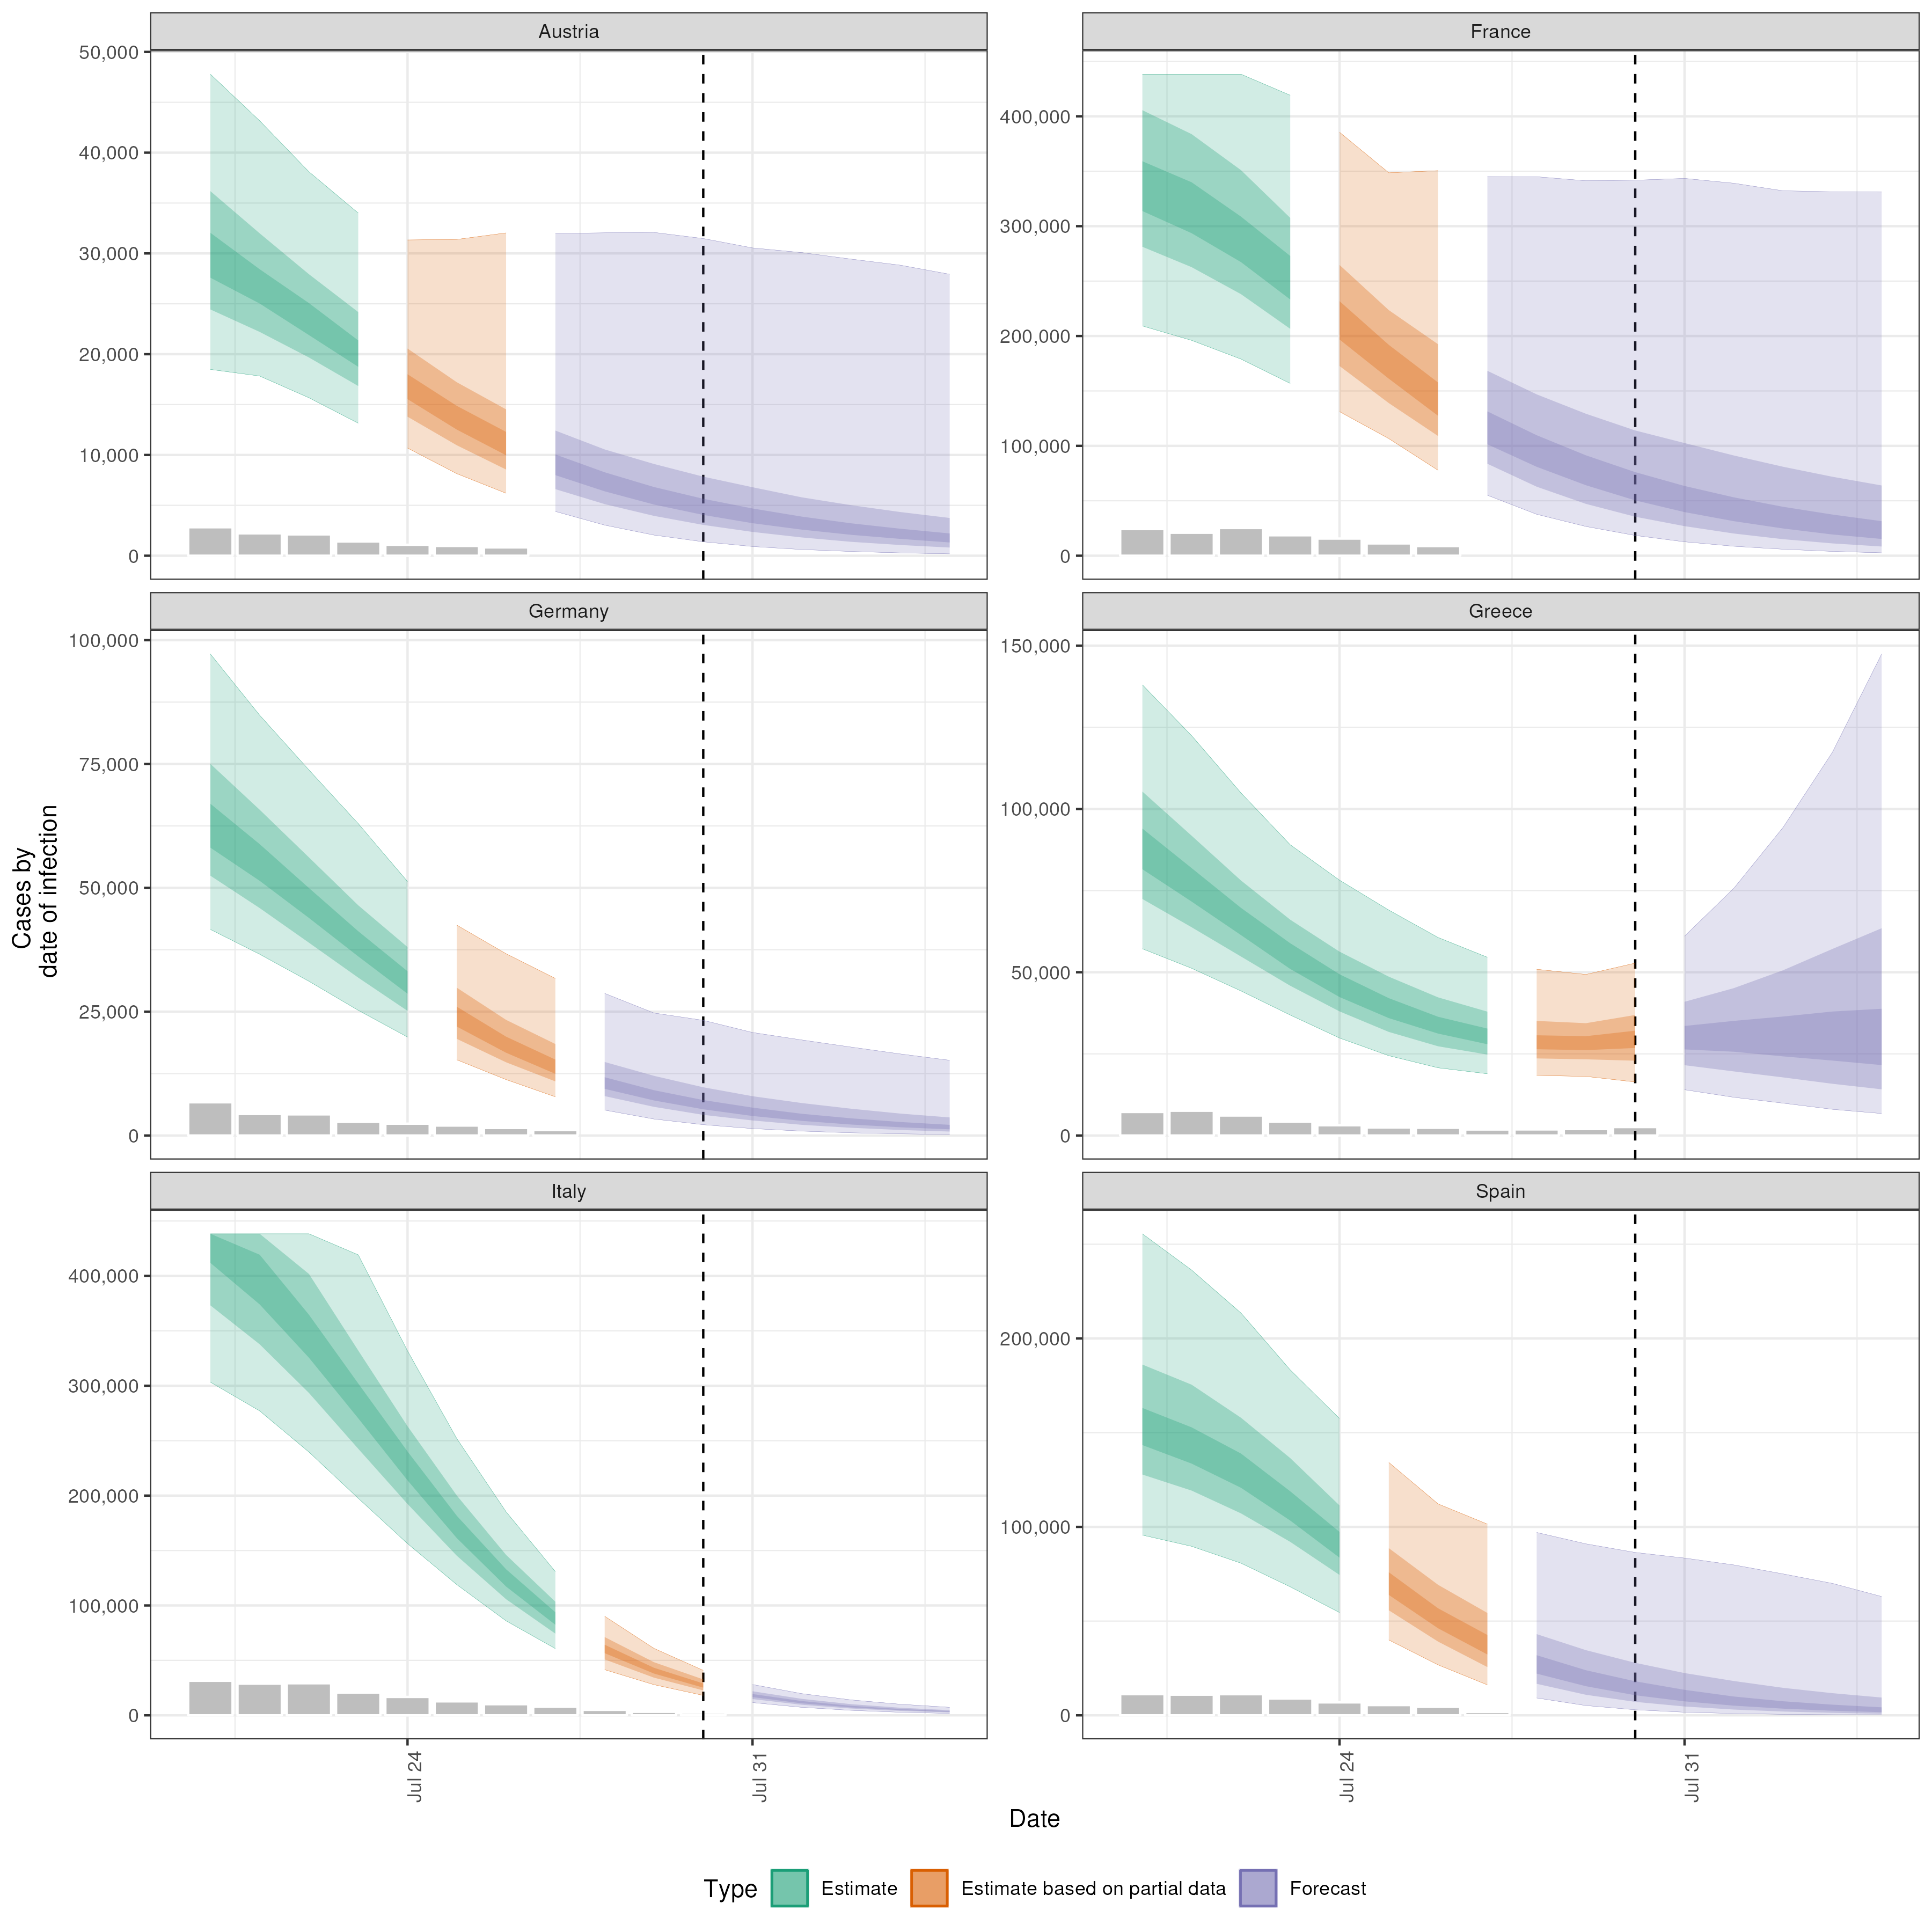 Austria
France
50,000
40,000
30,000
20,000
10,000
0
400,000
300,000
200,000
100,000
0
Germany
Greece
100,000
75,000
50,000
25,000
0
150,000
100,000
50,000
0
Italy
Spain
400,000
300,000
200,000
100,000
0
200,000
100,000
0
Cases by
date of infection
Jul 24
Jul 31
Jul 24
Jul 31
Date
Type Estimate Estimate based on partial data Forecast